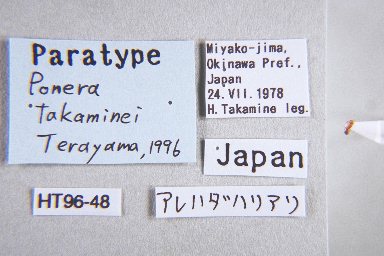 Paratype
Ponera
takaminei
Terayama, 1996
Miyako-jima,
Okinawa Pref.,
Japan
24. VII. 1978
H. Takamine leg.
Japan
HT96-48
アレハダハリアリ